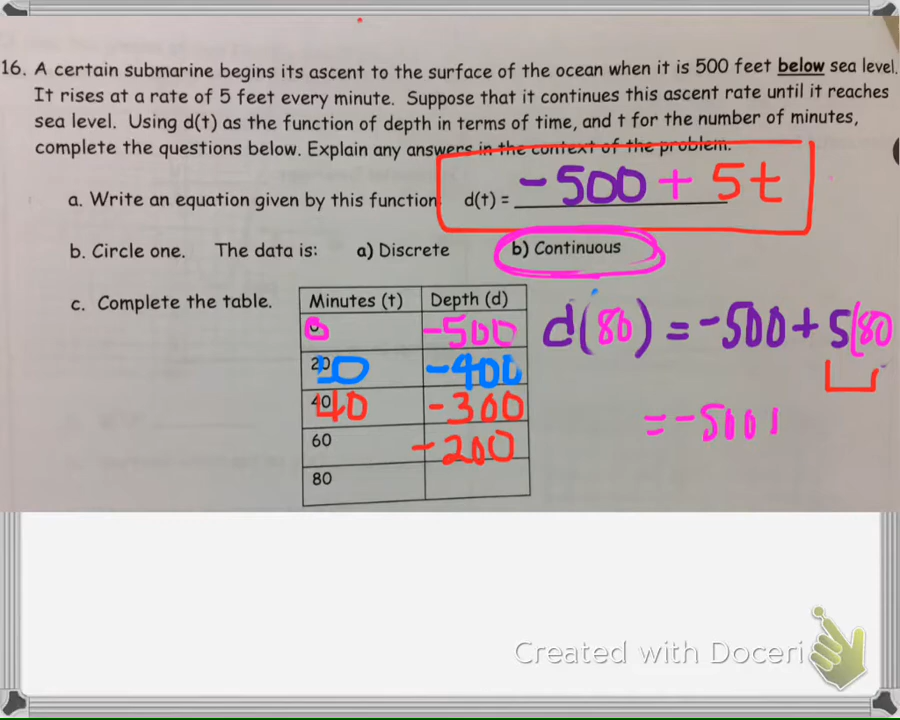 16. A certain submarine begins its ascent to the surface of the ocean when it is 500 feet below sea level.
It rises at a rate of 5 feet every minute. Suppose that it continues this ascent rate until it reaches
sea level. Using d(t) as the function of depth in terms of time, and t for the number of minutes,
complete the questions below. Explain any answers in the context of the problem.
a. Write an equation given by this function d(t) = -500 + 5t
b. Circle one. The data is: a) Discrete b) Continuous
c. Complete the table.
Minutes (t) Depth (d)
0 -500
20 -400
40 -300
60 -200
80
d(80) = -500 + 5(80
= -500
Created with Doceri